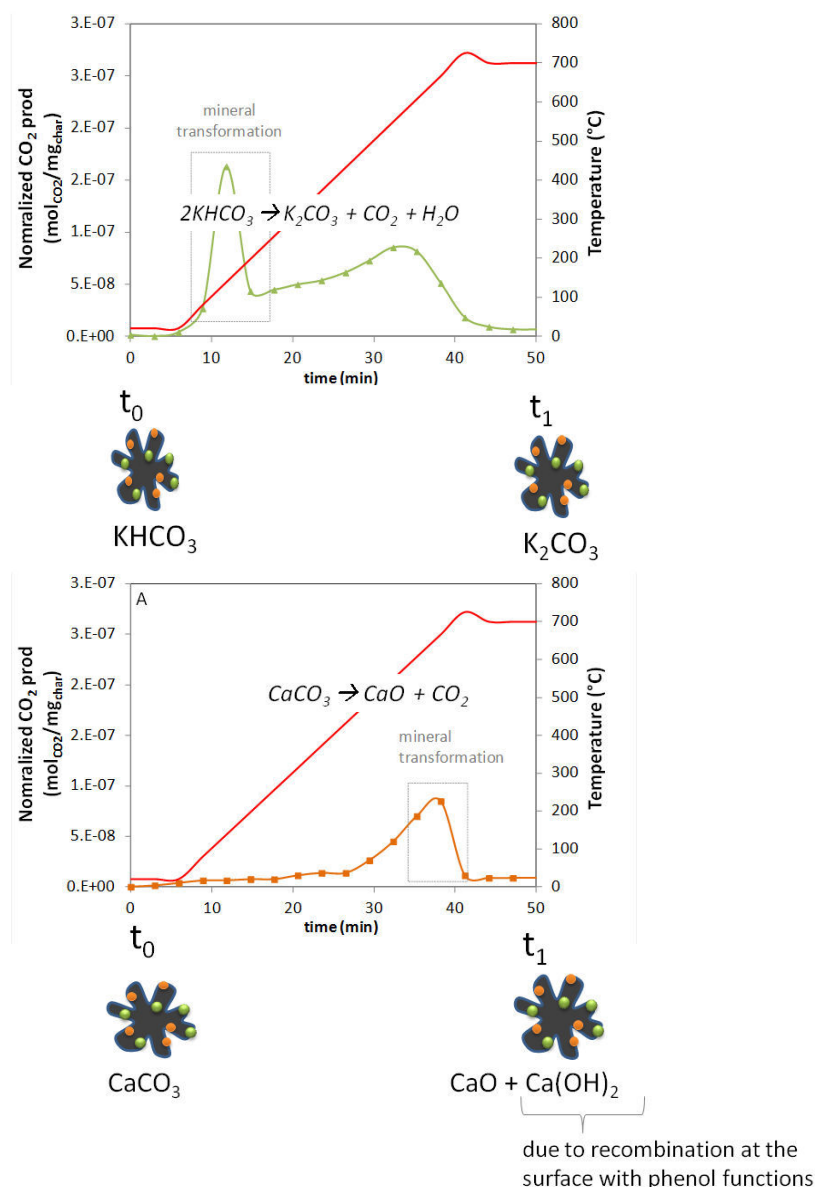 3.E-07
3.E-07
2.E-07
2.E-07
1.E-07
5.E-08
0.E+00
Nomralized CO₂ prod
(mol_CO2/mg_char)
mineral
transformation
2KHCO₃ → K₂CO₃ + CO₂ + H₂O
800
700
600
500
400
300
200
100
0
Temperature (°C)
0 10 20 30 40 50
time (min)
t₀ t₁
KHCO₃ K₂CO₃
3.E-07
3.E-07
2.E-07
2.E-07
1.E-07
5.E-08
0.E+00
Nomralized CO₂ prod
(mol_CO2/mg_char)
A
CaCO₃ → CaO + CO₂
mineral
transformation
800
700
600
500
400
300
200
100
0
Temperature (°C)
0 10 20 30 40 50
time (min)
t₀ t₁
CaCO₃ CaO + Ca(OH)₂
due to recombination at the
surface with phenol functions